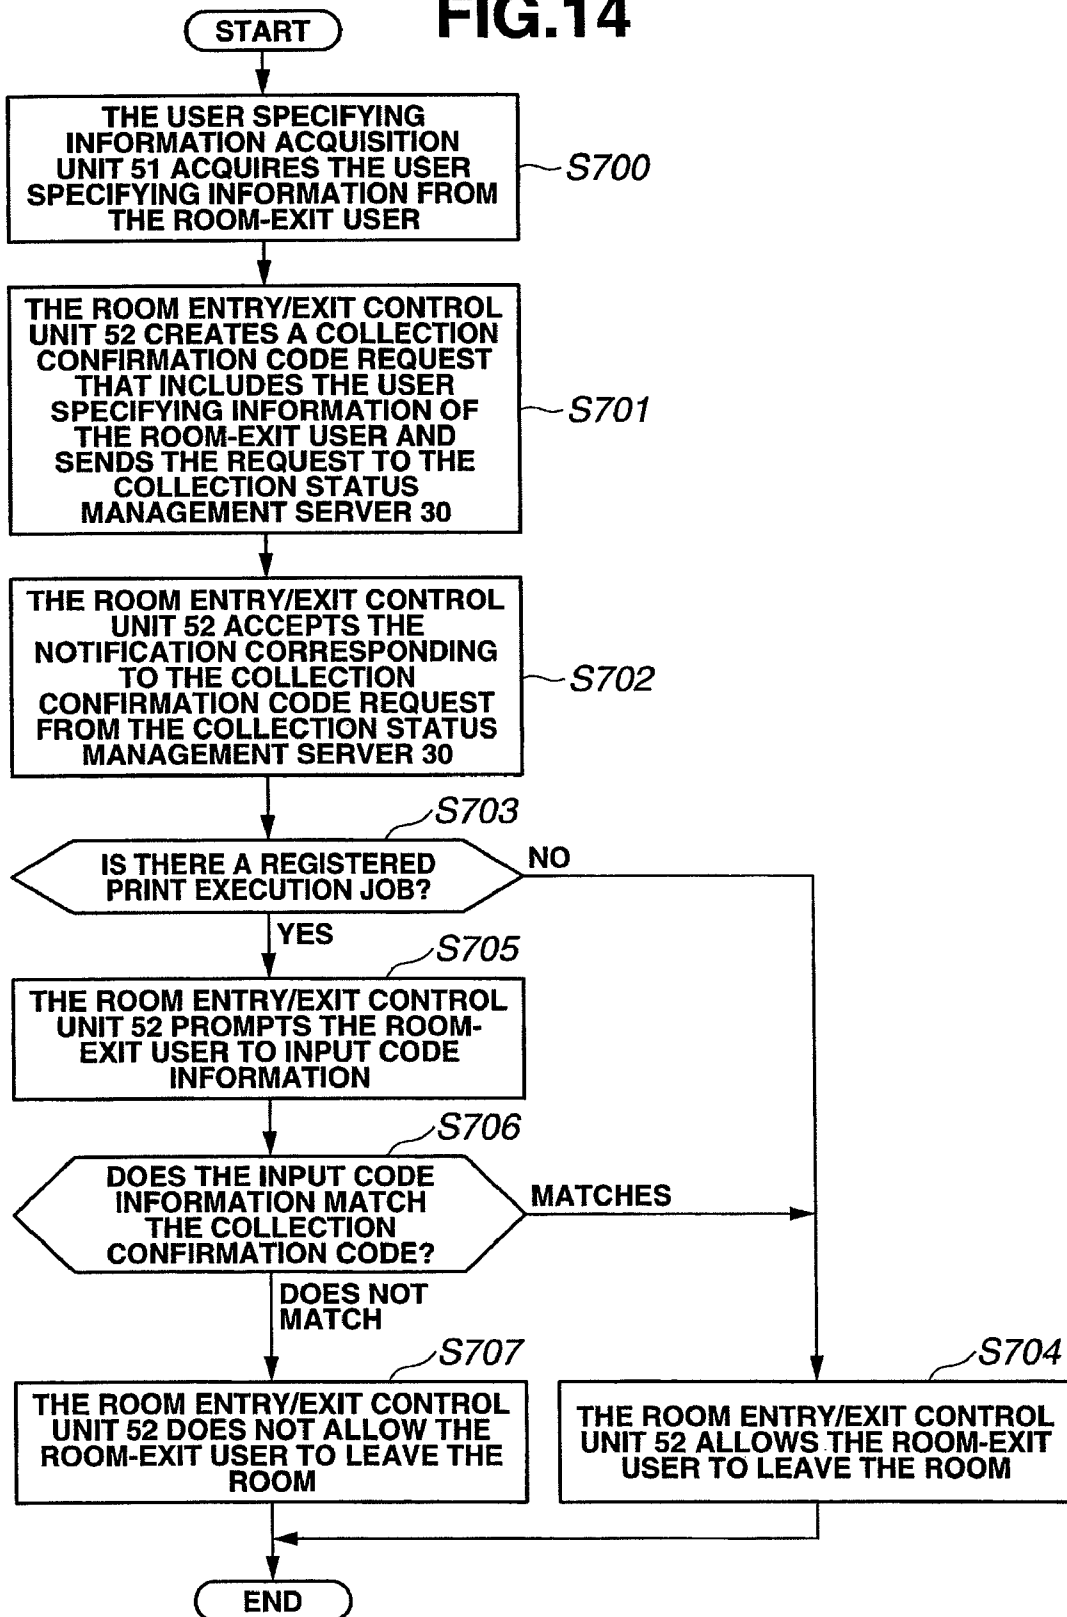 FIG.14
START
THE USER SPECIFYING
INFORMATION ACQUISITION
UNIT 51 ACQUIRES THE USER
SPECIFYING INFORMATION FROM
THE ROOM-EXIT USER
S700
THE ROOM ENTRY/EXIT CONTROL
UNIT 52 CREATES A COLLECTION
CONFIRMATION CODE REQUEST
THAT INCLUDES THE USER
SPECIFYING INFORMATION OF
THE ROOM-EXIT USER AND
SENDS THE REQUEST TO THE
COLLECTION STATUS
MANAGEMENT SERVER 30
S701
THE ROOM ENTRY/EXIT CONTROL
UNIT 52 ACCEPTS THE
NOTIFICATION CORRESPONDING
TO THE COLLECTION
CONFIRMATION CODE REQUEST
FROM THE COLLECTION STATUS
MANAGEMENT SERVER 30
S702
S703
IS THERE A REGISTERED
PRINT EXECUTION JOB?
NO
YES
S705
THE ROOM ENTRY/EXIT CONTROL
UNIT 52 PROMPTS THE ROOM-
EXIT USER TO INPUT CODE
INFORMATION
S706
DOES THE INPUT CODE
INFORMATION MATCH
THE COLLECTION
CONFIRMATION CODE?
MATCHES
DOES NOT
MATCH
S707
THE ROOM ENTRY/EXIT CONTROL
UNIT 52 DOES NOT ALLOW THE
ROOM-EXIT USER TO LEAVE THE
ROOM
S704
THE ROOM ENTRY/EXIT CONTROL
UNIT 52 ALLOWS THE ROOM-EXIT
USER TO LEAVE THE ROOM
END